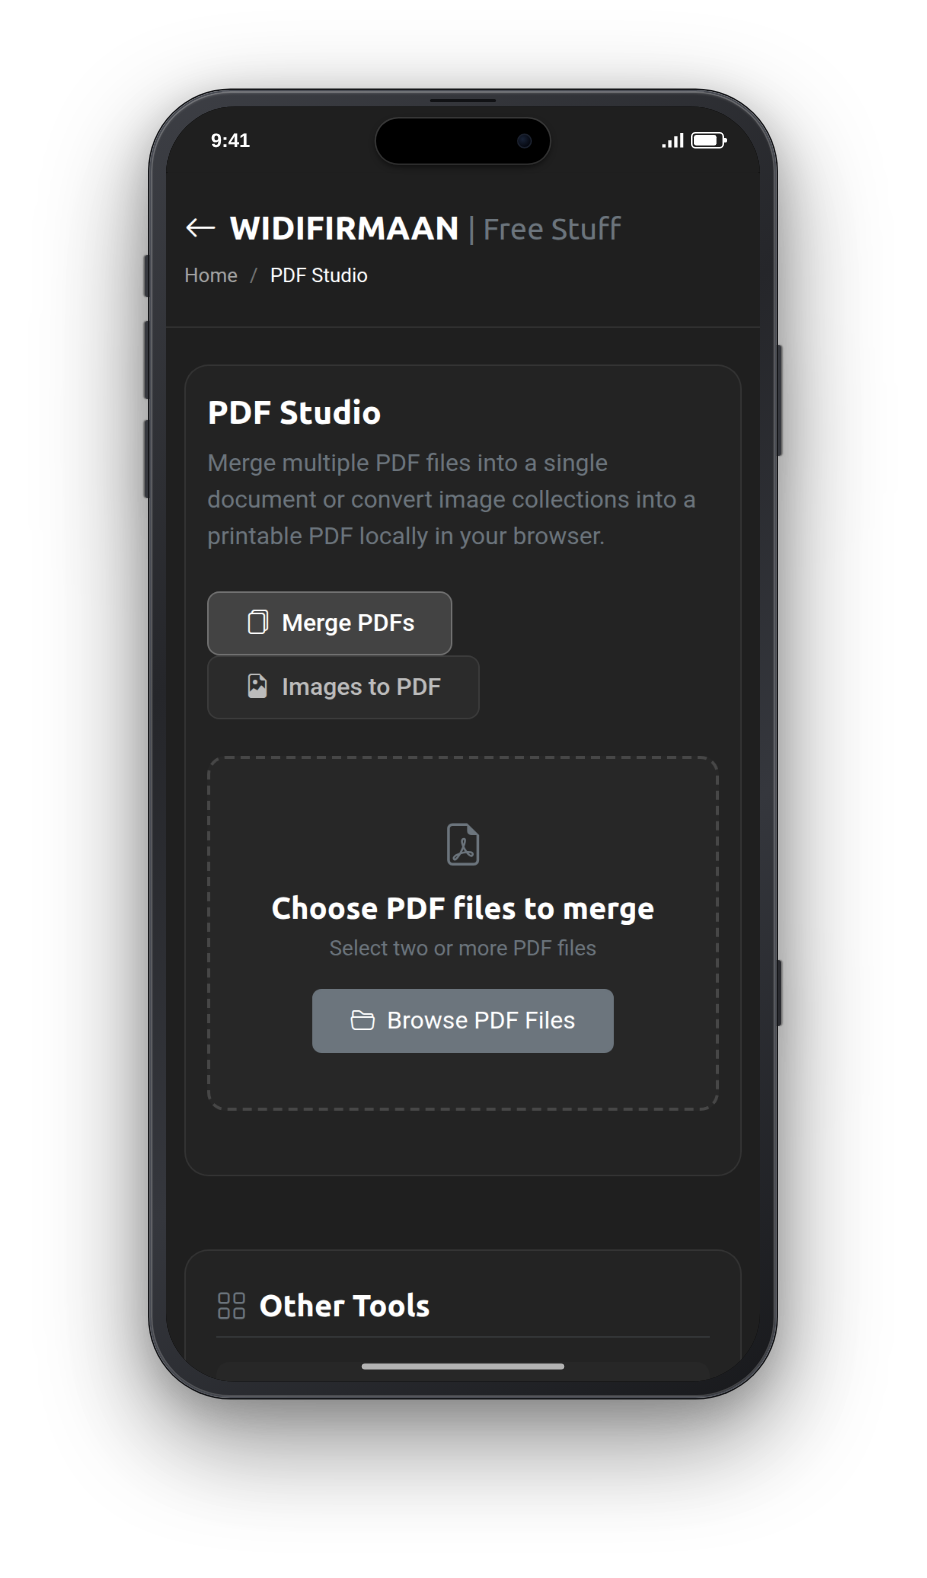 9:41
WIDIFIRMAAN | Free Stuff
Home / PDF Studio
PDF Studio
Merge multiple PDF files into a single
document or convert image collections into a
printable PDF locally in your browser.
Merge PDFs
Images to PDF
Choose PDF files to merge
Select two or more PDF files
Browse PDF Files
Other Tools